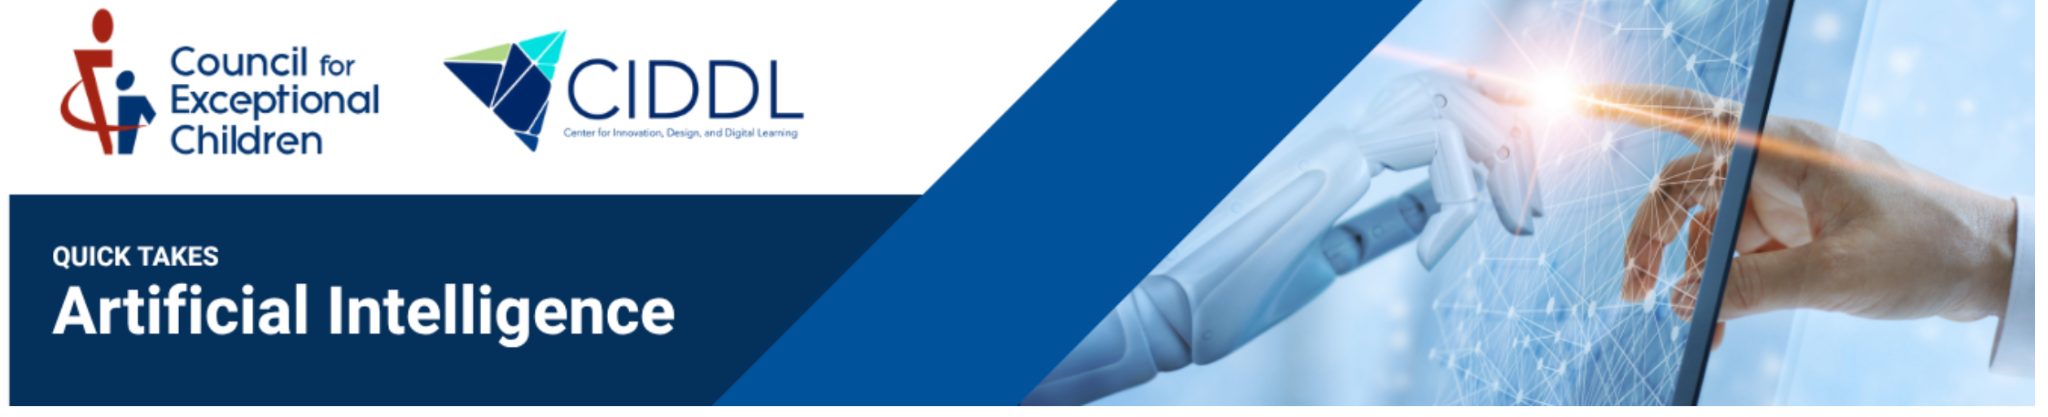 Council for
Exceptional
Children
CIDDL
Center for Innovation, Design, and Digital Learning
QUICK TAKES
Artificial Intelligence